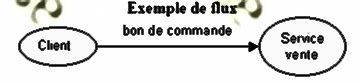 Exemple de flux
bon de commande
Client
Service
vente